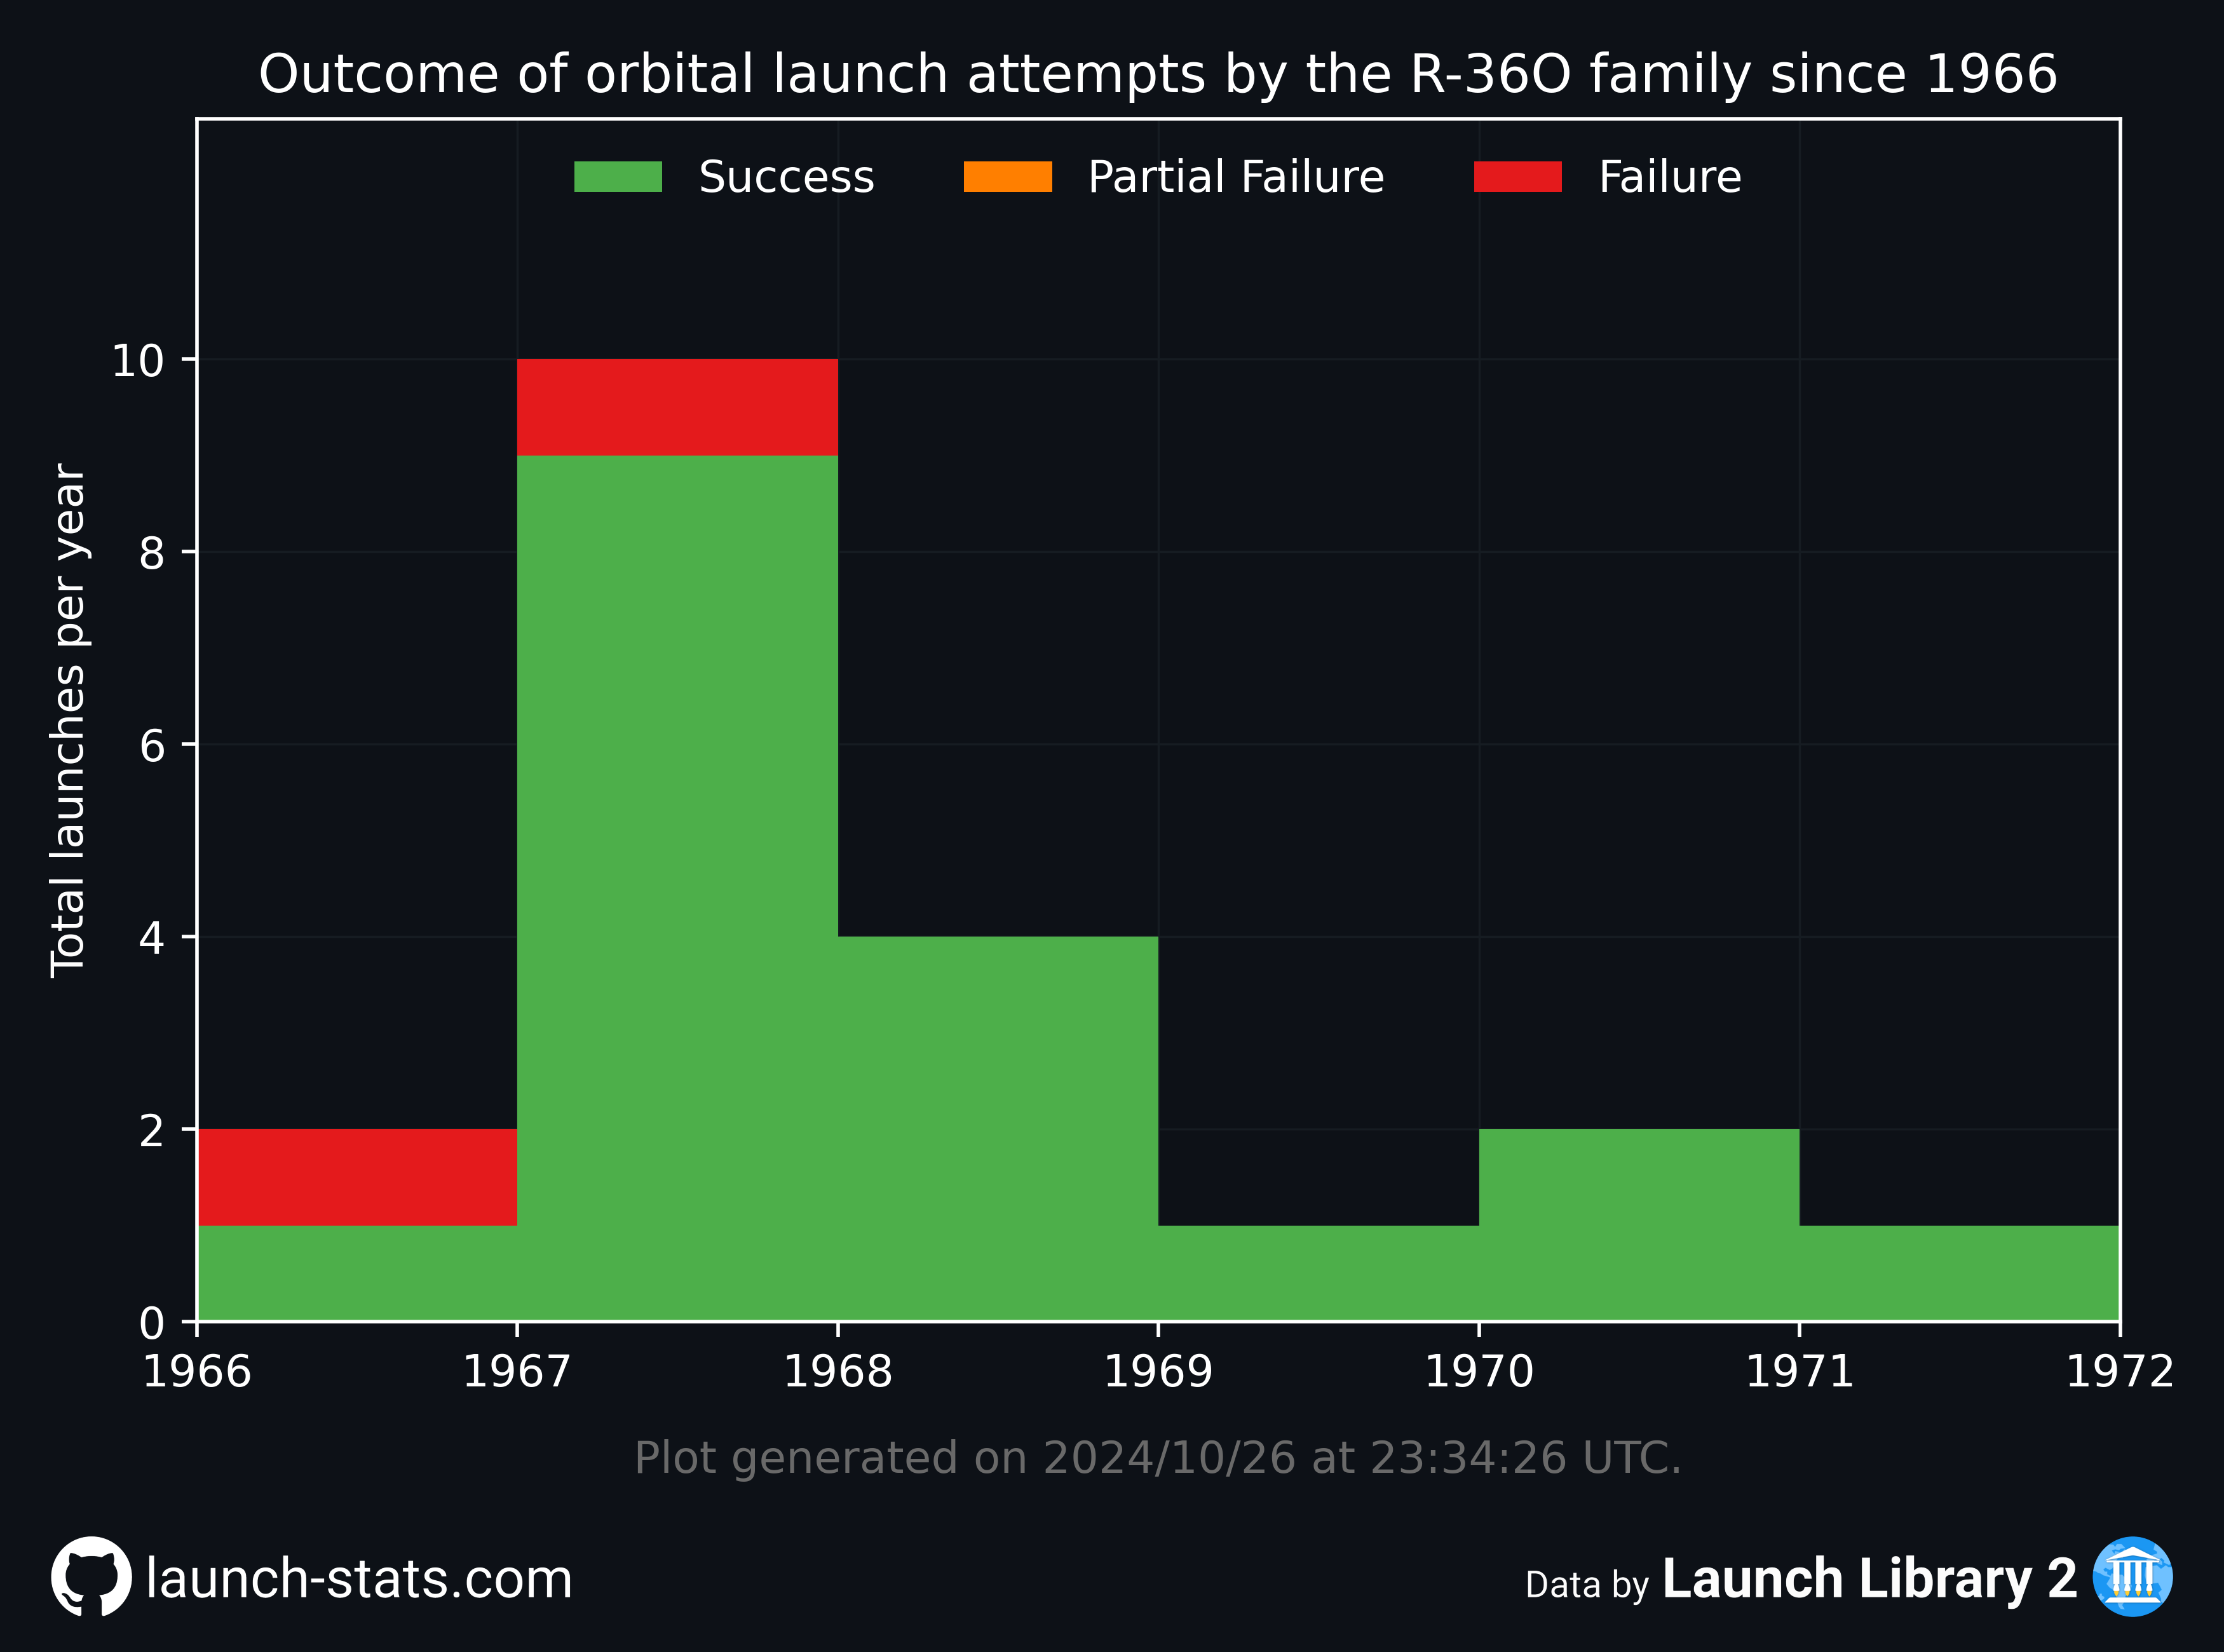 Outcome of orbital launch attempts by the R-36O family since 1966
Success
Partial Failure
Failure
Total launches per year
10
8
6
4
2
0
1966
1967
1968
1969
1970
1971
1972
Plot generated on 2024/10/26 at 23:34:26 UTC.
launch-stats.com
Data by Launch Library 2